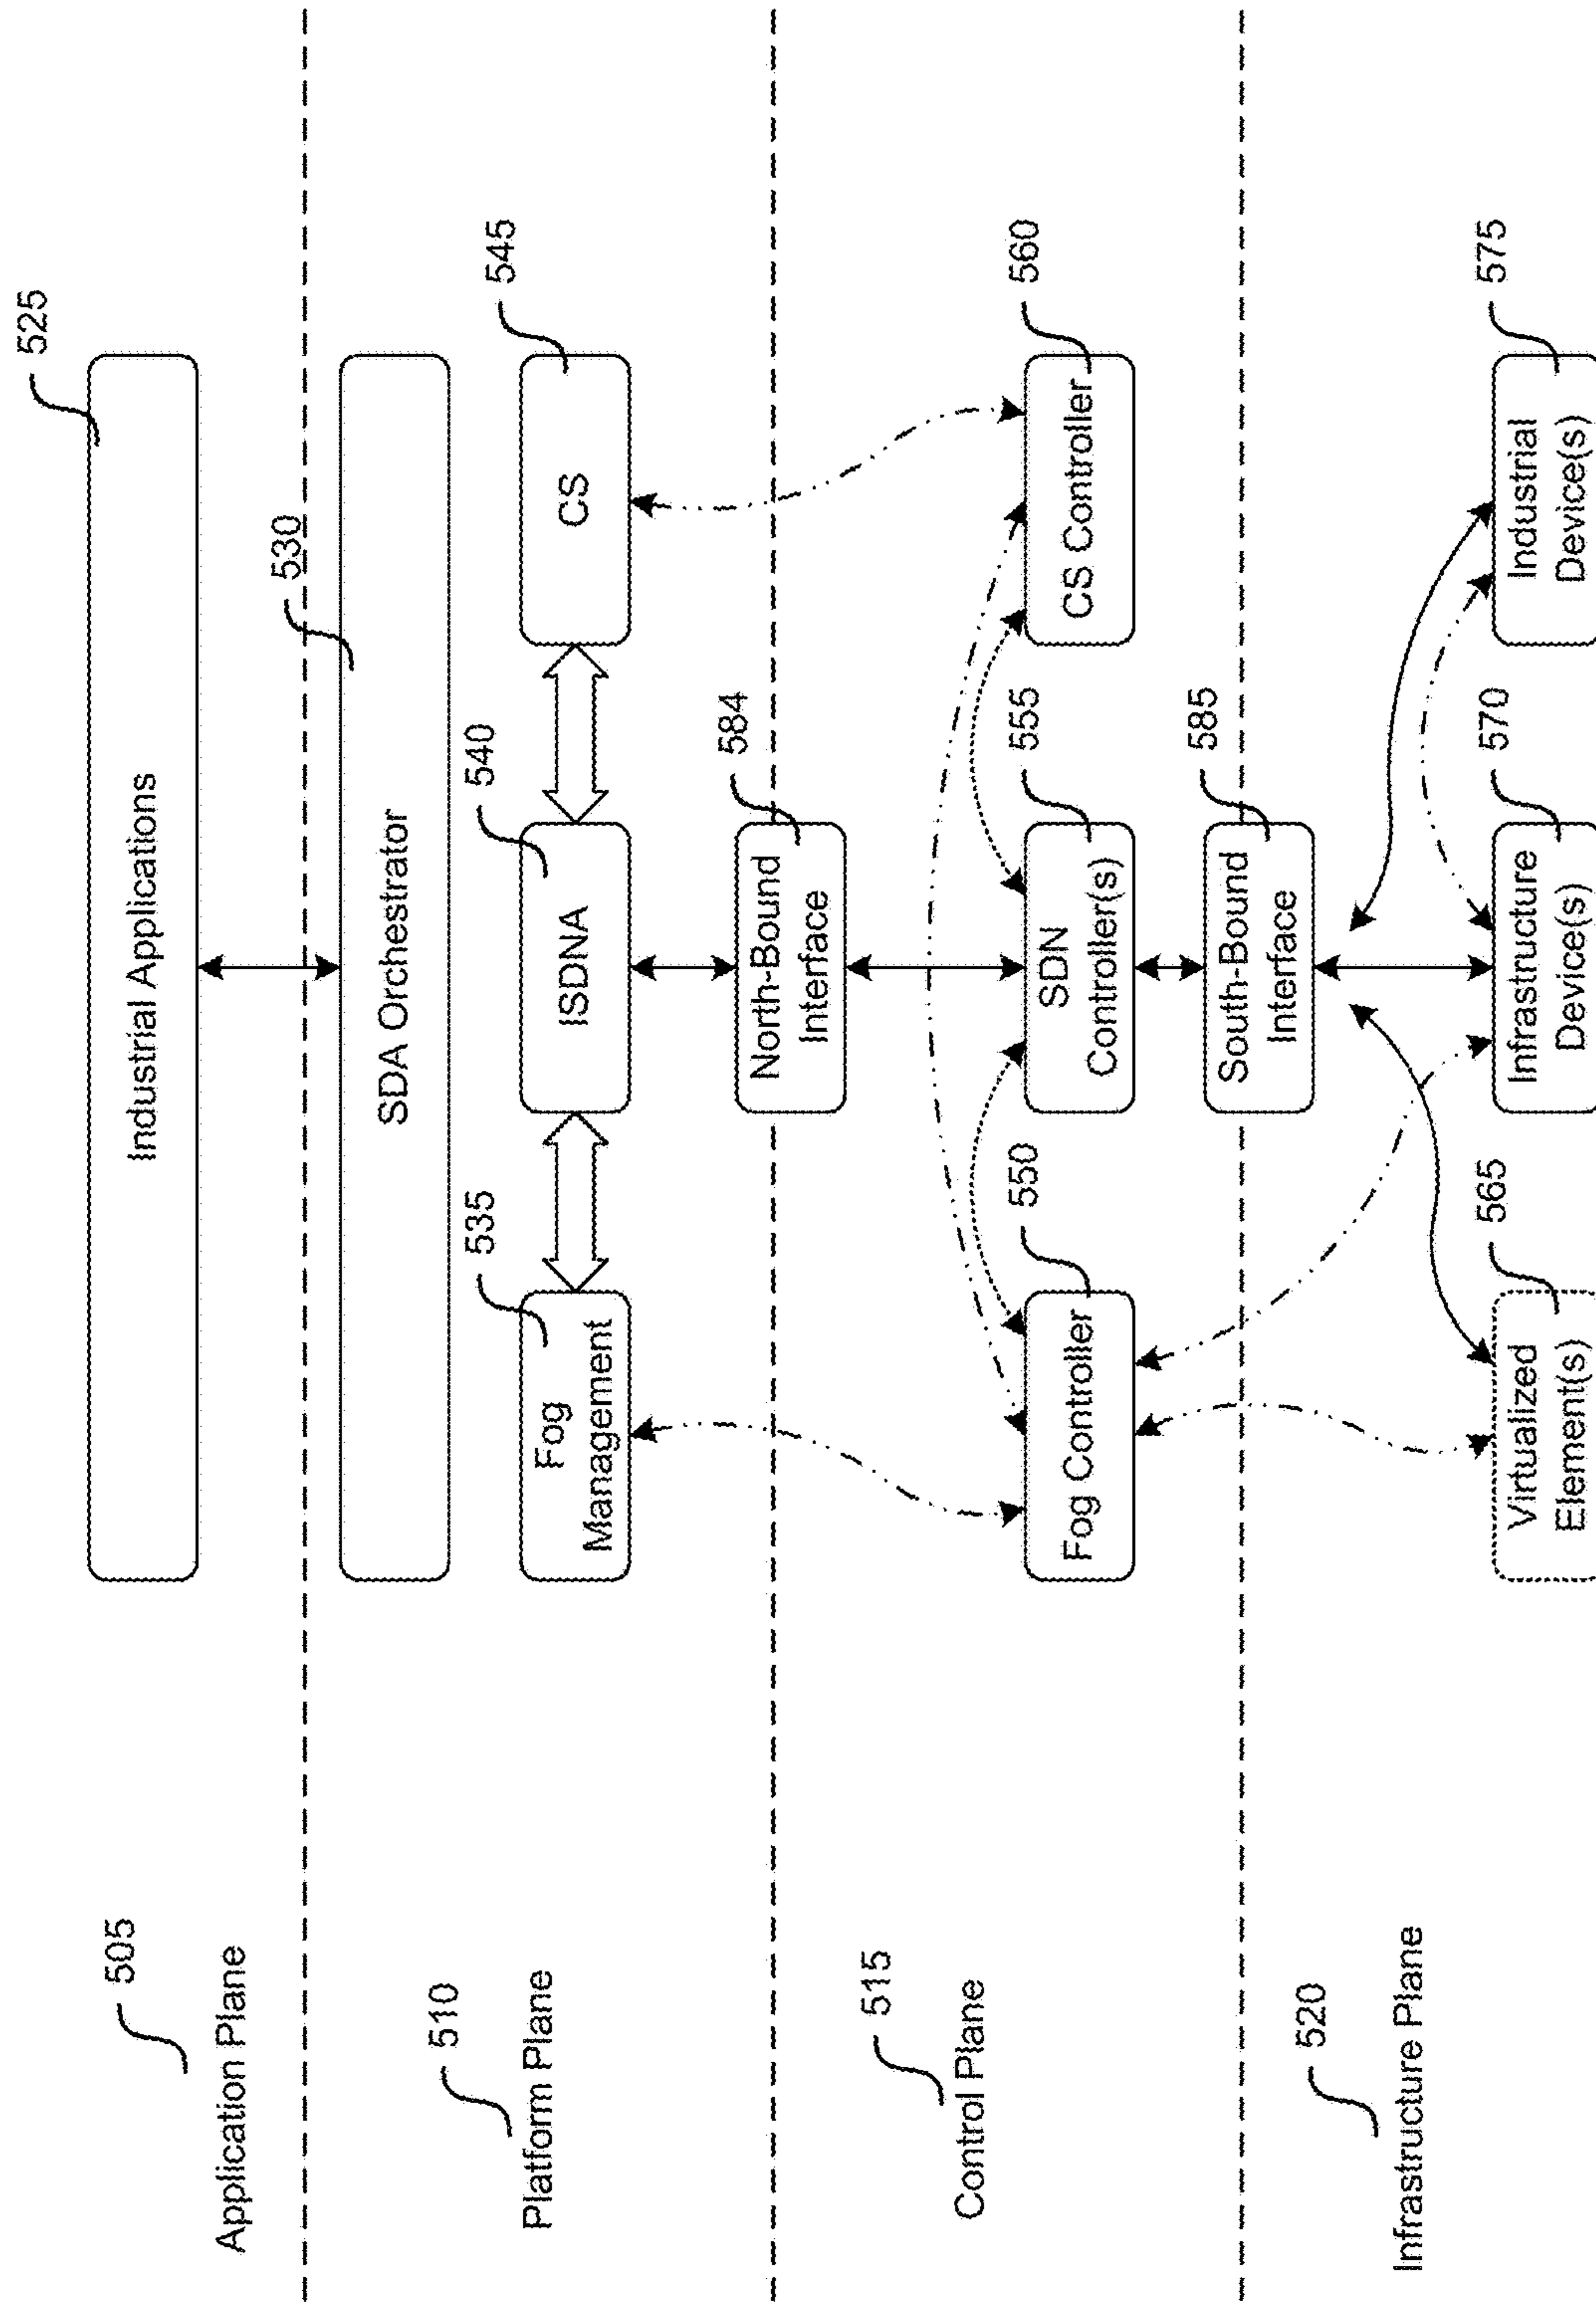 505
Application Plane
525
Industrial Applications
510
Platform Plane
530
SDA Orchestrator
535
Fog
Management
540
ISDNA
545
CS
584
North-Bound
Interface
515
Control Plane
550
Fog Controller
555
SDN
Controller(s)
560
CS Controller
585
South-Bound
Interface
520
Infrastructure Plane
565
Virtualized
Element(s)
570
Infrastructure
Device(s)
575
Industrial
Device(s)